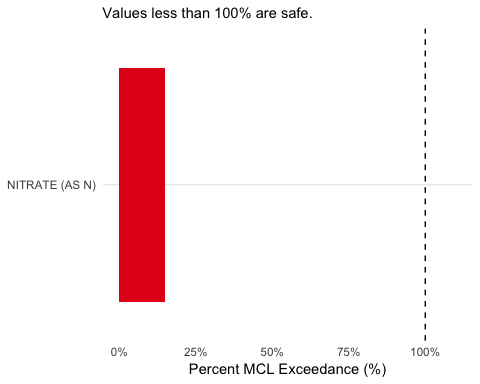 Values less than 100% are safe.
NITRATE (AS N)
0% 25% 50% 75% 100%
Percent MCL Exceedance (%)